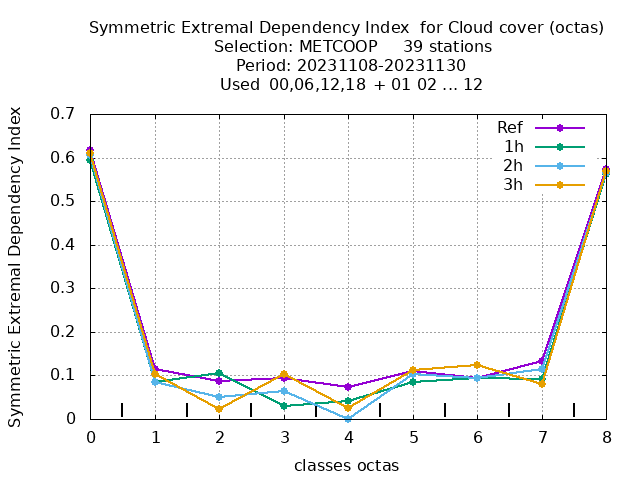 Symmetric Extremal Dependency Index  for Cloud cover (octas)
Selection: METCOOP     39 stations
Period: 20231108-20231130
Used  00,06,12,18  + 01 02 ... 12
Symmetric Extremal Dependency Index
0.7
0.6
0.5
0.4
0.3
0.2
0.1
0
Ref
1h
2h
3h
0 1 2 3 4 5 6 7 8
classes octas